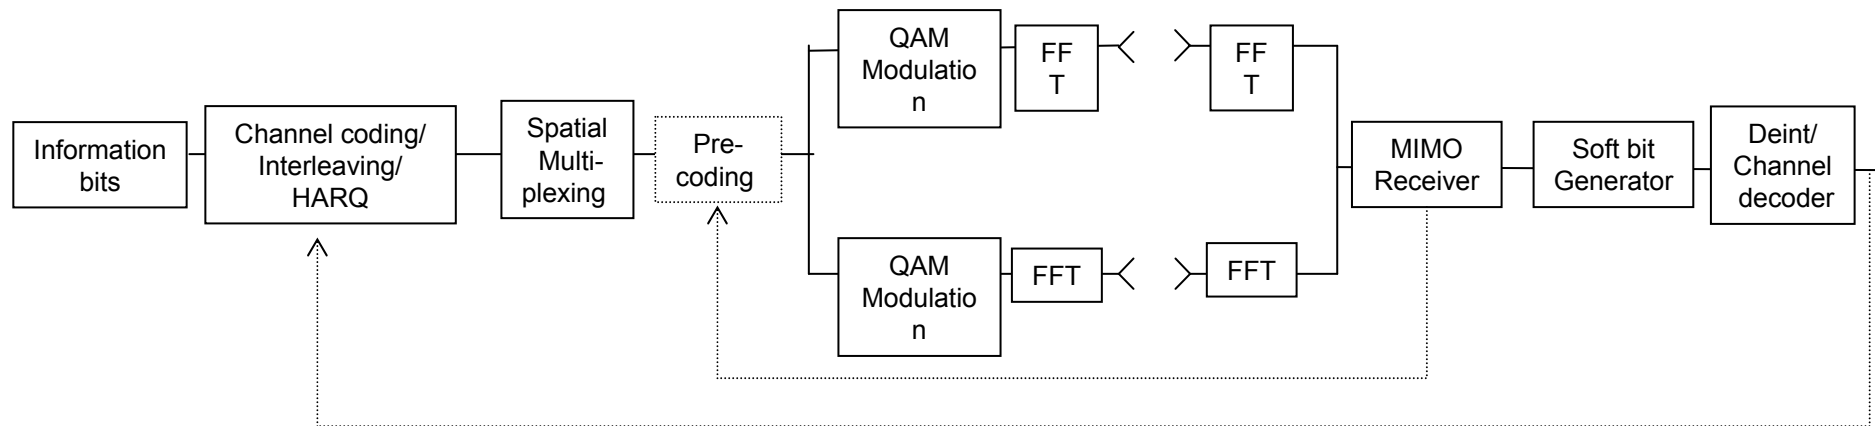 Information
bits
Channel coding/
Interleaving/
HARQ
Spatial
Multi-
plexing
Pre-
coding
QAM
Modulatio
n
FF
T
FF
T
QAM
Modulatio
n
FFT
FFT
MIMO
Receiver
Soft bit
Generator
Deint/
Channel
decoder